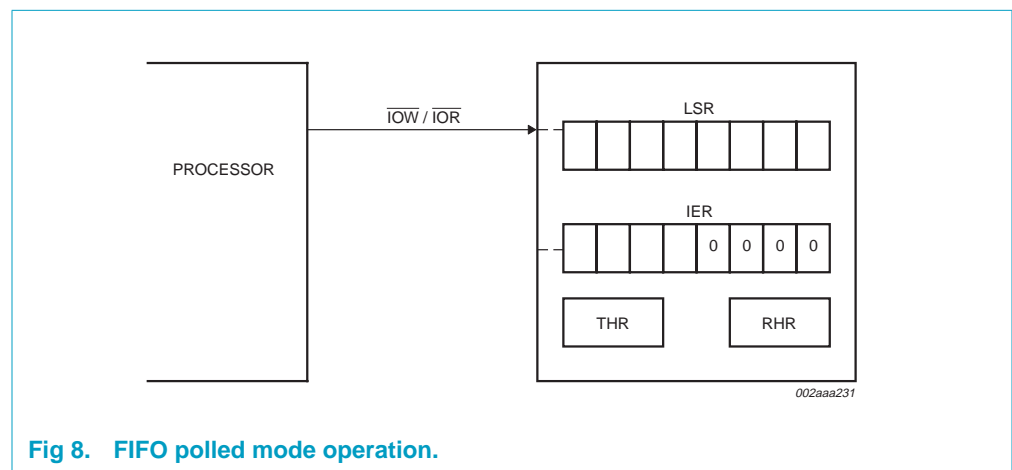 LSR
IOW / IOR
PROCESSOR
IER
0 0 0 0
THR
RHR
002aaa231
Fig 8. FIFO polled mode operation.